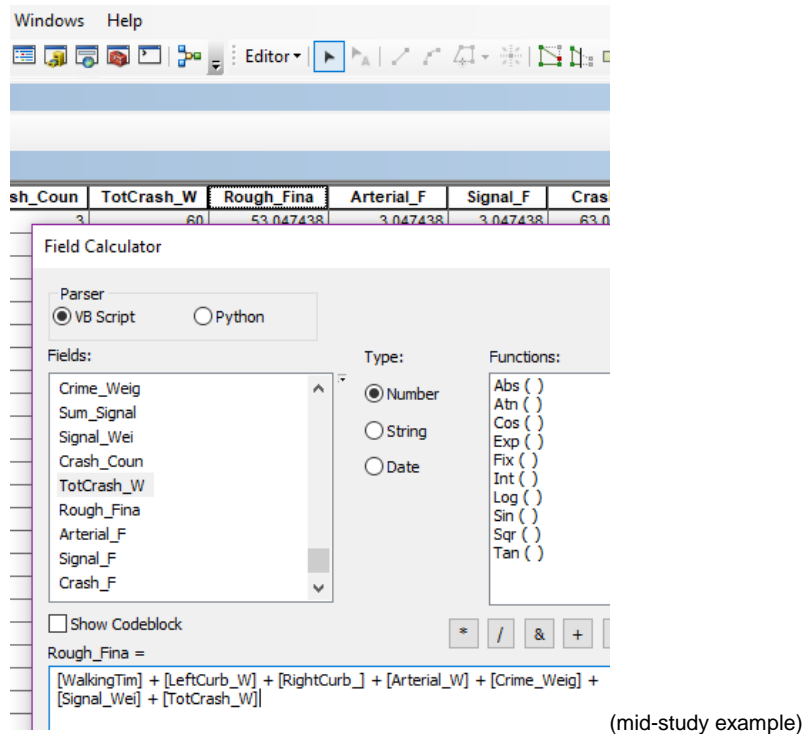 Windows Help
Editor
sh_Coun TotCrash_W Rough_Fina Arterial_F Signal_F Cras
3 60 53.047438 3.047438 3.047438 63.0
Field Calculator
Parser
VB Script Python
Fields: Type: Functions:
Crime_Weig Number Abs ( )
Sum_Signal Atn ( )
Signal_Wei String Cos ( )
Crash_Coun Exp ( )
TotCrash_W Date Fix ( )
Rough_Fina Int ( )
Arterial_F Log ( )
Signal_F Sin ( )
Crash_F Sqr ( )
Tan ( )
Show Codeblock * / & +
Rough_Fina =
[WalkingTim] + [LeftCurb_W] + [RightCurb_] + [Arterial_W] + [Crime_Weig] +
[Signal_Wei] + [TotCrash_W]
(mid-study example)